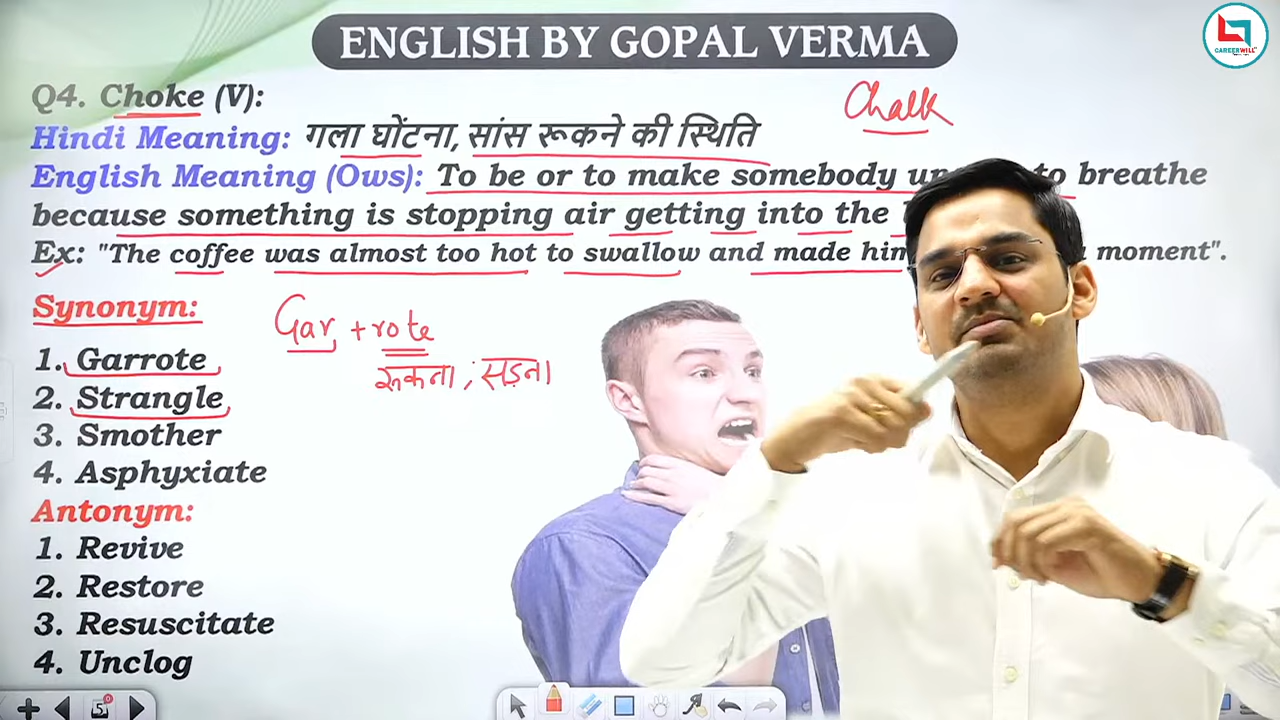 ENGLISH BY GOPAL VERMA
CAREERWILL
Q4. Choke (V):
Chalk
Hindi Meaning: गला घोंटना, सांस रूकने की स्थिति
English Meaning (Ows): To be or to make somebody to breathe
because something is stopping air getting into the
Ex: "The coffee was almost too hot to swallow and made him moment".
Synonym:
Gar + rote
रूकना ; सड़ना
1. Garrote
2. Strangle
3. Smother
4. Asphyxiate
Antonym:
1. Revive
2. Restore
3. Resuscitate
4. Unclog
5